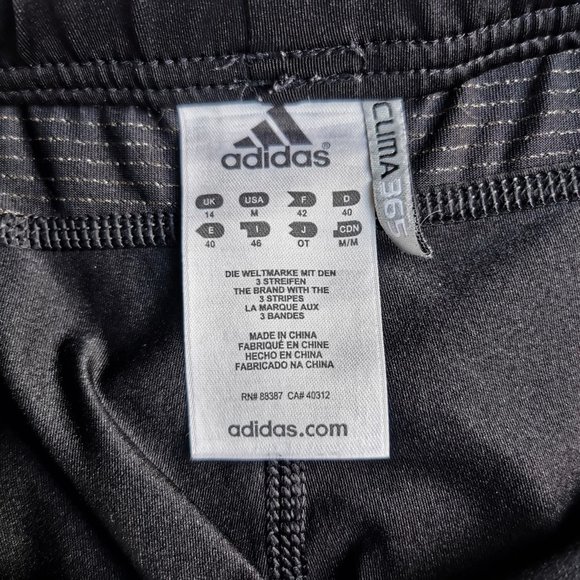 adidas
UK USA F D
14 M 42 40
E I J CDN
40 46 OT M/M
DIE WELTMARKE MIT DEN
3 STREIFEN
THE BRAND WITH THE
3 STRIPES
LA MARQUE AUX
3 BANDES
MADE IN CHINA
FABRIQUÉ EN CHINE
HECHO EN CHINA
FABRICADO NA CHINA
RN# 88387 CA# 40312
adidas.com
CLIMA365